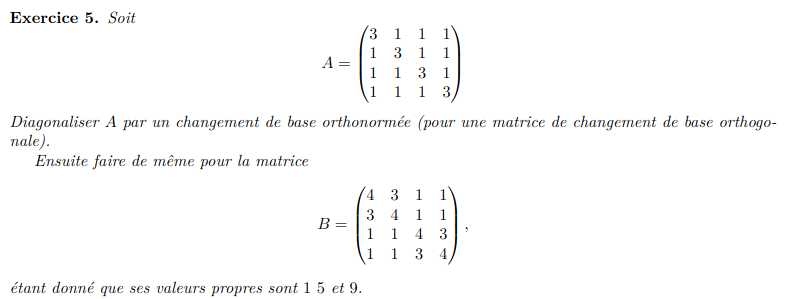 Exercice 5. Soit
A = \begin{pmatrix} 3 & 1 & 1 & 1 \\ 1 & 3 & 1 & 1 \\ 1 & 1 & 3 & 1 \\ 1 & 1 & 1 & 3 \end{pmatrix}
Diagonaliser A par un changement de base orthonormée (pour une matrice de changement de base orthogo-
nale).
Ensuite faire de même pour la matrice
B = \begin{pmatrix} 4 & 3 & 1 & 1 \\ 3 & 4 & 1 & 1 \\ 1 & 1 & 4 & 3 \\ 1 & 1 & 3 & 4 \end{pmatrix},
étant donné que ses valeurs propres sont 1 5 et 9.